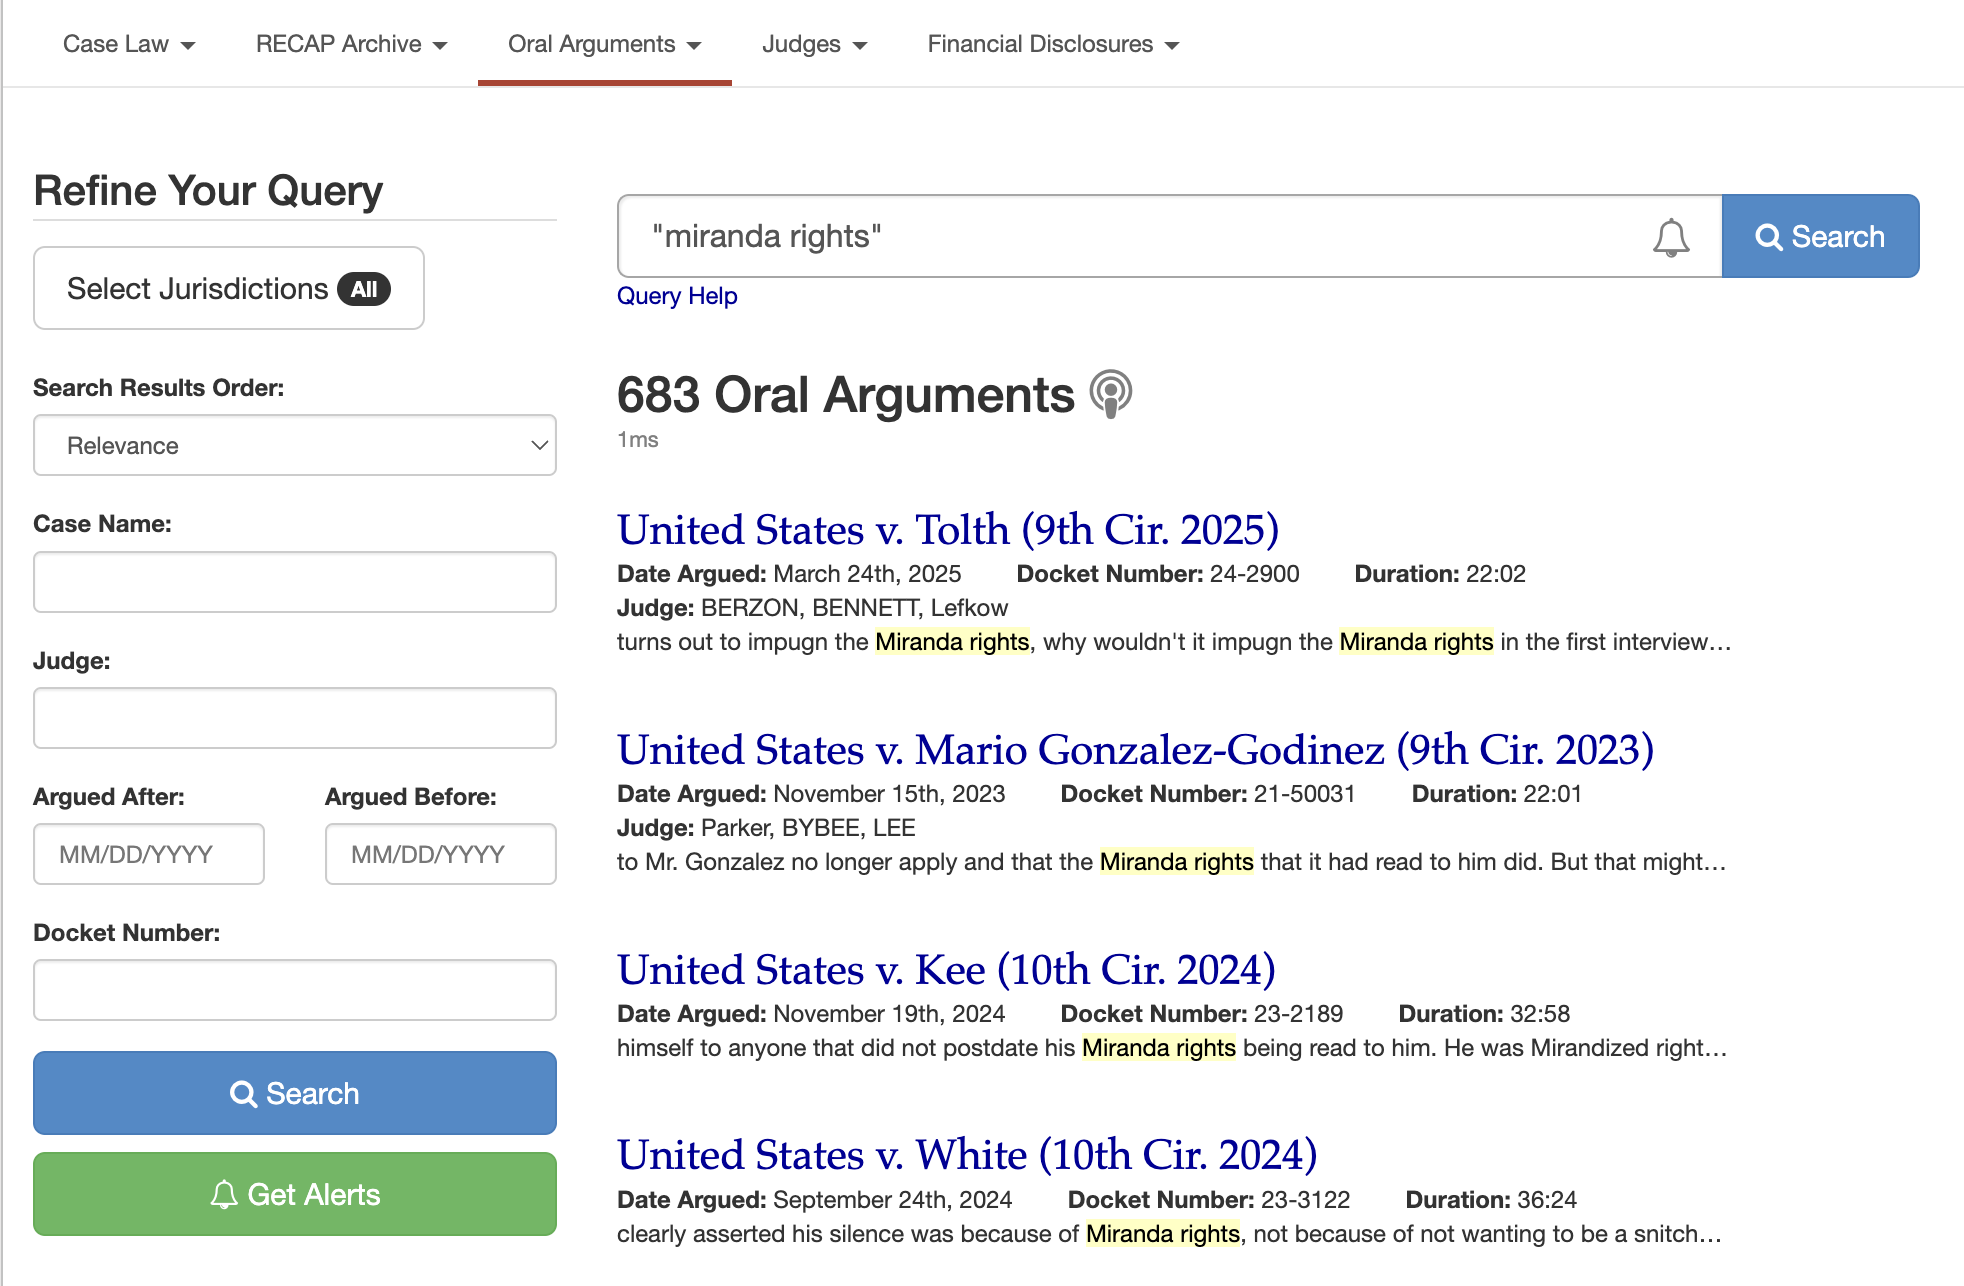 Case Law RECAP Archive Oral Arguments Judges Financial Disclosures
Refine Your Query
Select Jurisdictions All
Search Results Order:
Relevance
Case Name:
Judge:
Argued After: Argued Before:
MM/DD/YYYY MM/DD/YYYY
Docket Number:
Search
Get Alerts
"miranda rights" Search
Query Help
683 Oral Arguments
1ms
United States v. Tolth (9th Cir. 2025)
Date Argued: March 24th, 2025 Docket Number: 24-2900 Duration: 22:02
Judge: BERZON, BENNETT, Lefkow
turns out to impugn the Miranda rights, why wouldn't it impugn the Miranda rights in the first interview…
United States v. Mario Gonzalez-Godinez (9th Cir. 2023)
Date Argued: November 15th, 2023 Docket Number: 21-50031 Duration: 22:01
Judge: Parker, BYBEE, LEE
to Mr. Gonzalez no longer apply and that the Miranda rights that it had read to him did. But that might…
United States v. Kee (10th Cir. 2024)
Date Argued: November 19th, 2024 Docket Number: 23-2189 Duration: 32:58
himself to anyone that did not postdate his Miranda rights being read to him. He was Mirandized right…
United States v. White (10th Cir. 2024)
Date Argued: September 24th, 2024 Docket Number: 23-3122 Duration: 36:24
clearly asserted his silence was because of Miranda rights, not because of not wanting to be a snitch…